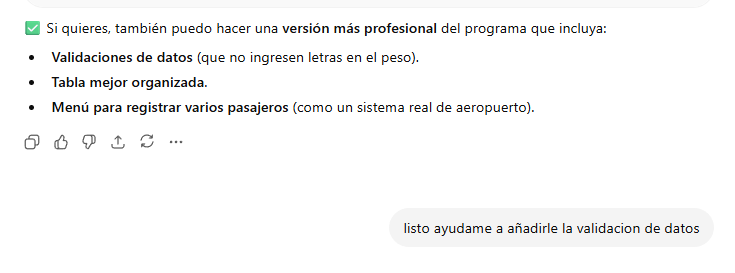 ✅ Si quieres, también puedo hacer una versión más profesional del programa que incluya:
• Validaciones de datos (que no ingresen letras en el peso).
• Tabla mejor organizada.
• Menú para registrar varios pasajeros (como un sistema real de aeropuerto).
listo ayudame a añadirle la validacion de datos